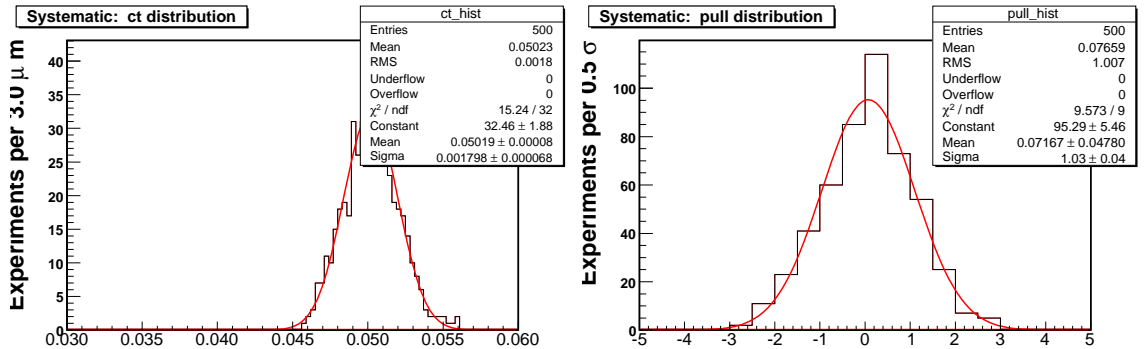 Systematic: ct distribution
ct_hist
Entries 500
Mean 0.05023
RMS 0.0018
Underflow 0
Overflow 0
χ² / ndf 15.24 / 32
Constant 32.46 ± 1.88
Mean 0.05019 ± 0.00008
Sigma 0.001798 ± 0.000068
Experiments per 3.0 μ m
40
35
30
25
20
15
10
5
0
0.030 0.035 0.040 0.045 0.050 0.055 0.060
Systematic: pull distribution
pull_hist
Entries 500
Mean 0.07659
RMS 1.007
Underflow 0
Overflow 0
χ² / ndf 9.573 / 9
Constant 95.29 ± 5.46
Mean 0.07167 ± 0.04780
Sigma 1.03 ± 0.04
Experiments per 0.5 σ
100
80
60
40
20
0
-5 -4 -3 -2 -1 0 1 2 3 4 5